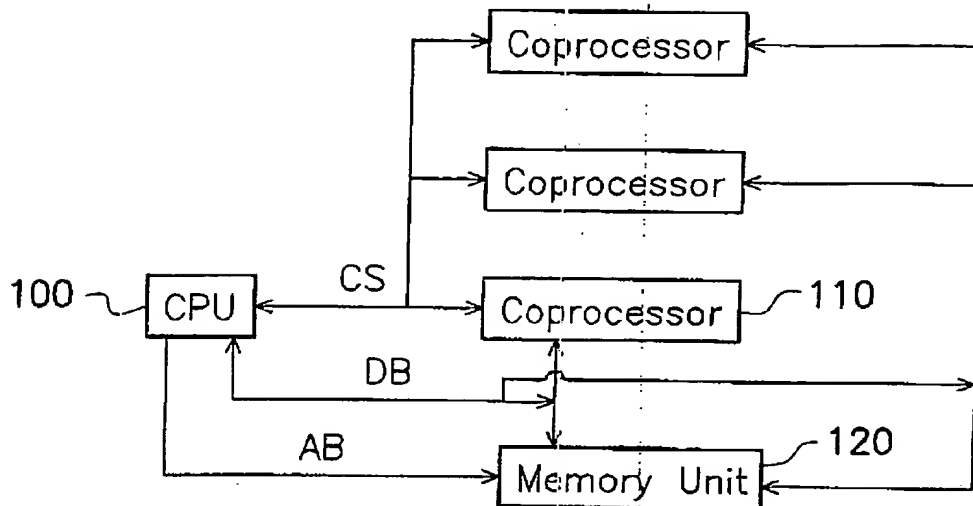 Coprocessor
Coprocessor
100 CPU CS Coprocessor 110
DB
AB
120
Memory Unit